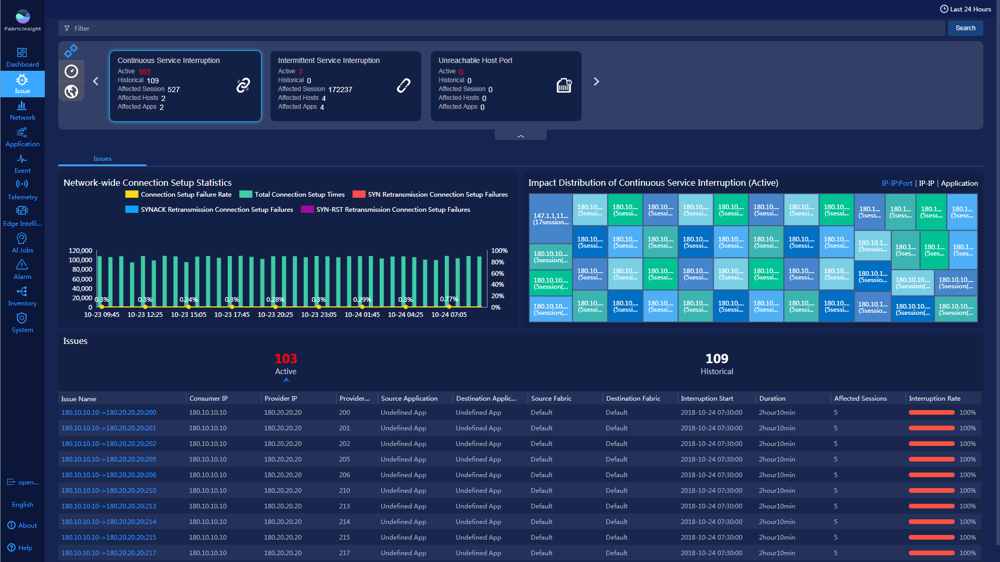 FabricInsight
Dashboard
Issue
Network
Application
Event
Telemetry
Edge Intelli...
AI Jobs
Alarm
Inventory
System
open...
English
About
Help
Last 24 Hours
Filter
Search
Continuous Service Interruption
Active 103
Historical 109
Affected Session 527
Affected Hosts 2
Affected Apps 2
Intermittent Service Interruption
Active 7
Historical 0
Affected Session 172237
Affected Hosts 4
Affected Apps 4
Unreachable Host Port
Active 0
Historical 0
Affected Session 0
Affected Hosts 0
Affected Apps 0
Issues
Network-wide Connection Setup Statistics
Connection Setup Failure Rate Total Connection Setup Times SYN Retransmission Connection Setup Failures
SYNACK Retransmission Connection Setup Failures SYN-RST Retransmission Connection Setup Failures
120,000 100%
100,000 80%
80,000 60%
60,000
40,000 40%
20,000 20%
0 0%
0.3% 0.3% 0.24% 0.3% 0.28% 0.3% 0.29% 0.3% 0.77%
10-23 09:45 10-23 12:25 10-23 15:05 10-23 17:45 10-23 20:25 10-23 23:05 10-24 01:45 10-24 04:25 10-24 07:05
Impact Distribution of Continuous Service Interruption (Active) IP-IP:Port | IP-IP | Application
147.1.1.11...
(17session...
180.10.10....
(5session(...
180.10.10....
(5session(...
180.10.10....
(5session(...
180.10.... 180.10.... 180.10.... 180.10.... 180.10.... 180.10.... 180.10.... 180.10....
(5sessi... (5sessi... (5sessi... (5sessi... (5sessi... (5sessi... (5sessi... (5sessi...
180.10.... 180.10.... 180.10.... 180.10.... 180.10.... 180.10.... 180.10.... 180.10....
(5sessi... (5sessi... (5sessi... (5sessi... (5sessi... (5sessi... (5sessi... (5sessi...
180.10.... 180.10.... 180.10.... 180.10.... 180.10.... 180.10.... 180.10.... 180.10....
(5sessi... (5sessi... (5sessi... (5sessi... (5sessi... (5sessi... (5sessi... (5sessi...
180.10.... 180.10.... 180.10.... 180.10.... 180.10.... 180.10.... 180.10.... 180.10....
(5sessi... (5sessi... (5sessi... (5sessi... (5sessi... (5sessi... (5sessi... (5sessi...
180.1... 180.1... 180.1... 180.1...
(5sess... (5sess... (5sess... (5sess...
180.10.1... 180.1... 180.1... 180.1...
(5sessio... (5ses... (5ses... (5ses...
180.10.1... 180.10.10.... 180.10.10....
(5sessio... (5session(... (5session(...
180.10.1... 180.10.10.... 180.10.10....
(5sessio... (5session(... (5session(...
Issues
103 109
Active Historical
Issue Name Consumer IP Provider IP Provider... Source Application Destination Applic... Source Fabric Destination Fabric Interruption Start Duration Affected Sessions Interruption Rate
180.10.10.10->180.20.20.20:200 180.10.10.10 180.20.20.20 200 Undefined App Undefined App Default Default 2018-10-24 07:30:00 2hour10min 5 100%
180.10.10.10->180.20.20.20:201 180.10.10.10 180.20.20.20 201 Undefined App Undefined App Default Default 2018-10-24 07:30:00 2hour10min 5 100%
180.10.10.10->180.20.20.20:202 180.10.10.10 180.20.20.20 202 Undefined App Undefined App Default Default 2018-10-24 07:30:00 2hour10min 5 100%
180.10.10.10->180.20.20.20:205 180.10.10.10 180.20.20.20 205 Undefined App Undefined App Default Default 2018-10-24 07:30:00 2hour10min 5 100%
180.10.10.10->180.20.20.20:206 180.10.10.10 180.20.20.20 206 Undefined App Undefined App Default Default 2018-10-24 07:30:00 2hour10min 5 100%
180.10.10.10->180.20.20.20:210 180.10.10.10 180.20.20.20 210 Undefined App Undefined App Default Default 2018-10-24 07:30:00 2hour10min 5 100%
180.10.10.10->180.20.20.20:213 180.10.10.10 180.20.20.20 213 Undefined App Undefined App Default Default 2018-10-24 07:30:00 2hour10min 5 100%
180.10.10.10->180.20.20.20:214 180.10.10.10 180.20.20.20 214 Undefined App Undefined App Default Default 2018-10-24 07:30:00 2hour10min 5 100%
180.10.10.10->180.20.20.20:215 180.10.10.10 180.20.20.20 215 Undefined App Undefined App Default Default 2018-10-24 07:30:00 2hour10min 5 100%
180.10.10.10->180.20.20.20:217 180.10.10.10 180.20.20.20 217 Undefined App Undefined App Default Default 2018-10-24 07:30:00 2hour10min 5 100%